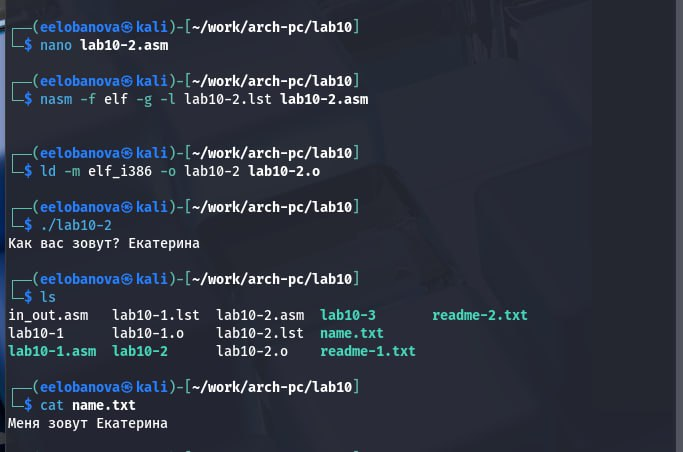 ┌──(eelobanova㉿kali)-[~/work/arch-pc/lab10]
└─$ nano lab10-2.asm
┌──(eelobanova㉿kali)-[~/work/arch-pc/lab10]
└─$ nasm -f elf -g -l lab10-2.lst lab10-2.asm
┌──(eelobanova㉿kali)-[~/work/arch-pc/lab10]
└─$ ld -m elf_i386 -o lab10-2 lab10-2.o
┌──(eelobanova㉿kali)-[~/work/arch-pc/lab10]
└─$ ./lab10-2
Как вас зовут? Екатерина
┌──(eelobanova㉿kali)-[~/work/arch-pc/lab10]
└─$ ls
in_out.asm lab10-1.lst lab10-2.asm lab10-3 readme-2.txt
lab10-1 lab10-1.o lab10-2.lst name.txt
lab10-1.asm lab10-2 lab10-2.o readme-1.txt
┌──(eelobanova㉿kali)-[~/work/arch-pc/lab10]
└─$ cat name.txt
Меня зовут Екатерина